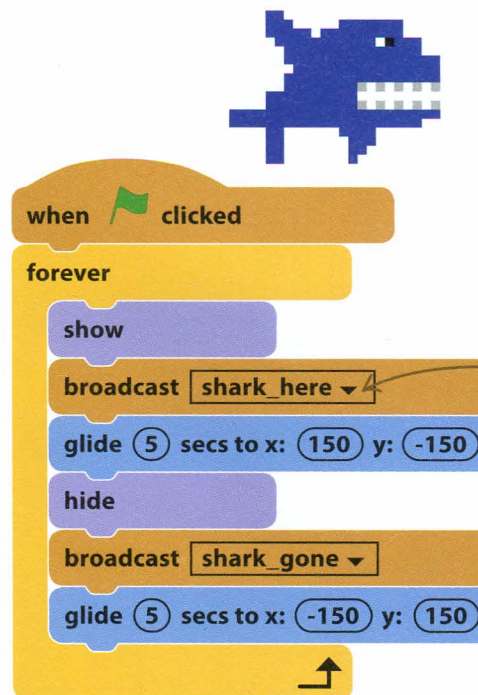 when clicked
forever
show
broadcast shark_here
glide 5 secs to x: 150 y: -150
hide
broadcast shark_gone
glide 5 secs to x: -150 y: 150